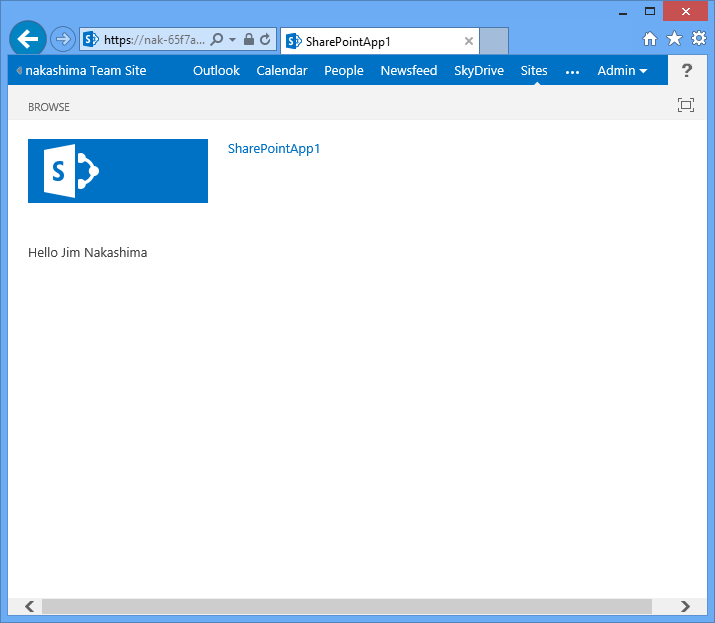 https://nak-65f7a... SharePointApp1
nakashima Team Site Outlook Calendar People Newsfeed SkyDrive Sites ... Admin ?
BROWSE
S SharePointApp1
Hello Jim Nakashima